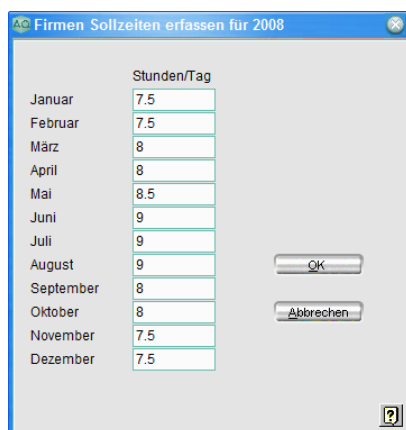 AQ Firmen Sollzeiten erfassen für 2008
Stunden/Tag
Januar 7.5
Februar 7.5
März 8
April 8
Mai 8.5
Juni 9
Juli 9
August 9
OK
September 8
Oktober 8
Abbrechen
November 7.5
Dezember 7.5
?